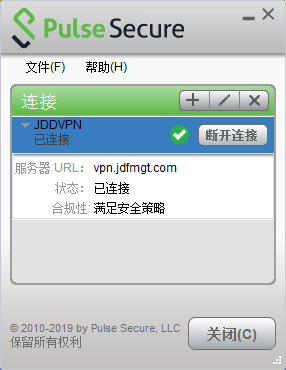 Pulse Secure
文件(F) 帮助(H)
连接
JDDVPN
已连接
断开连接
服务器 URL: vpn.jdfmgt.com
状态: 已连接
合规性: 满足安全策略
© 2010-2019 by Pulse Secure, LLC
保留所有权利
关闭(C)